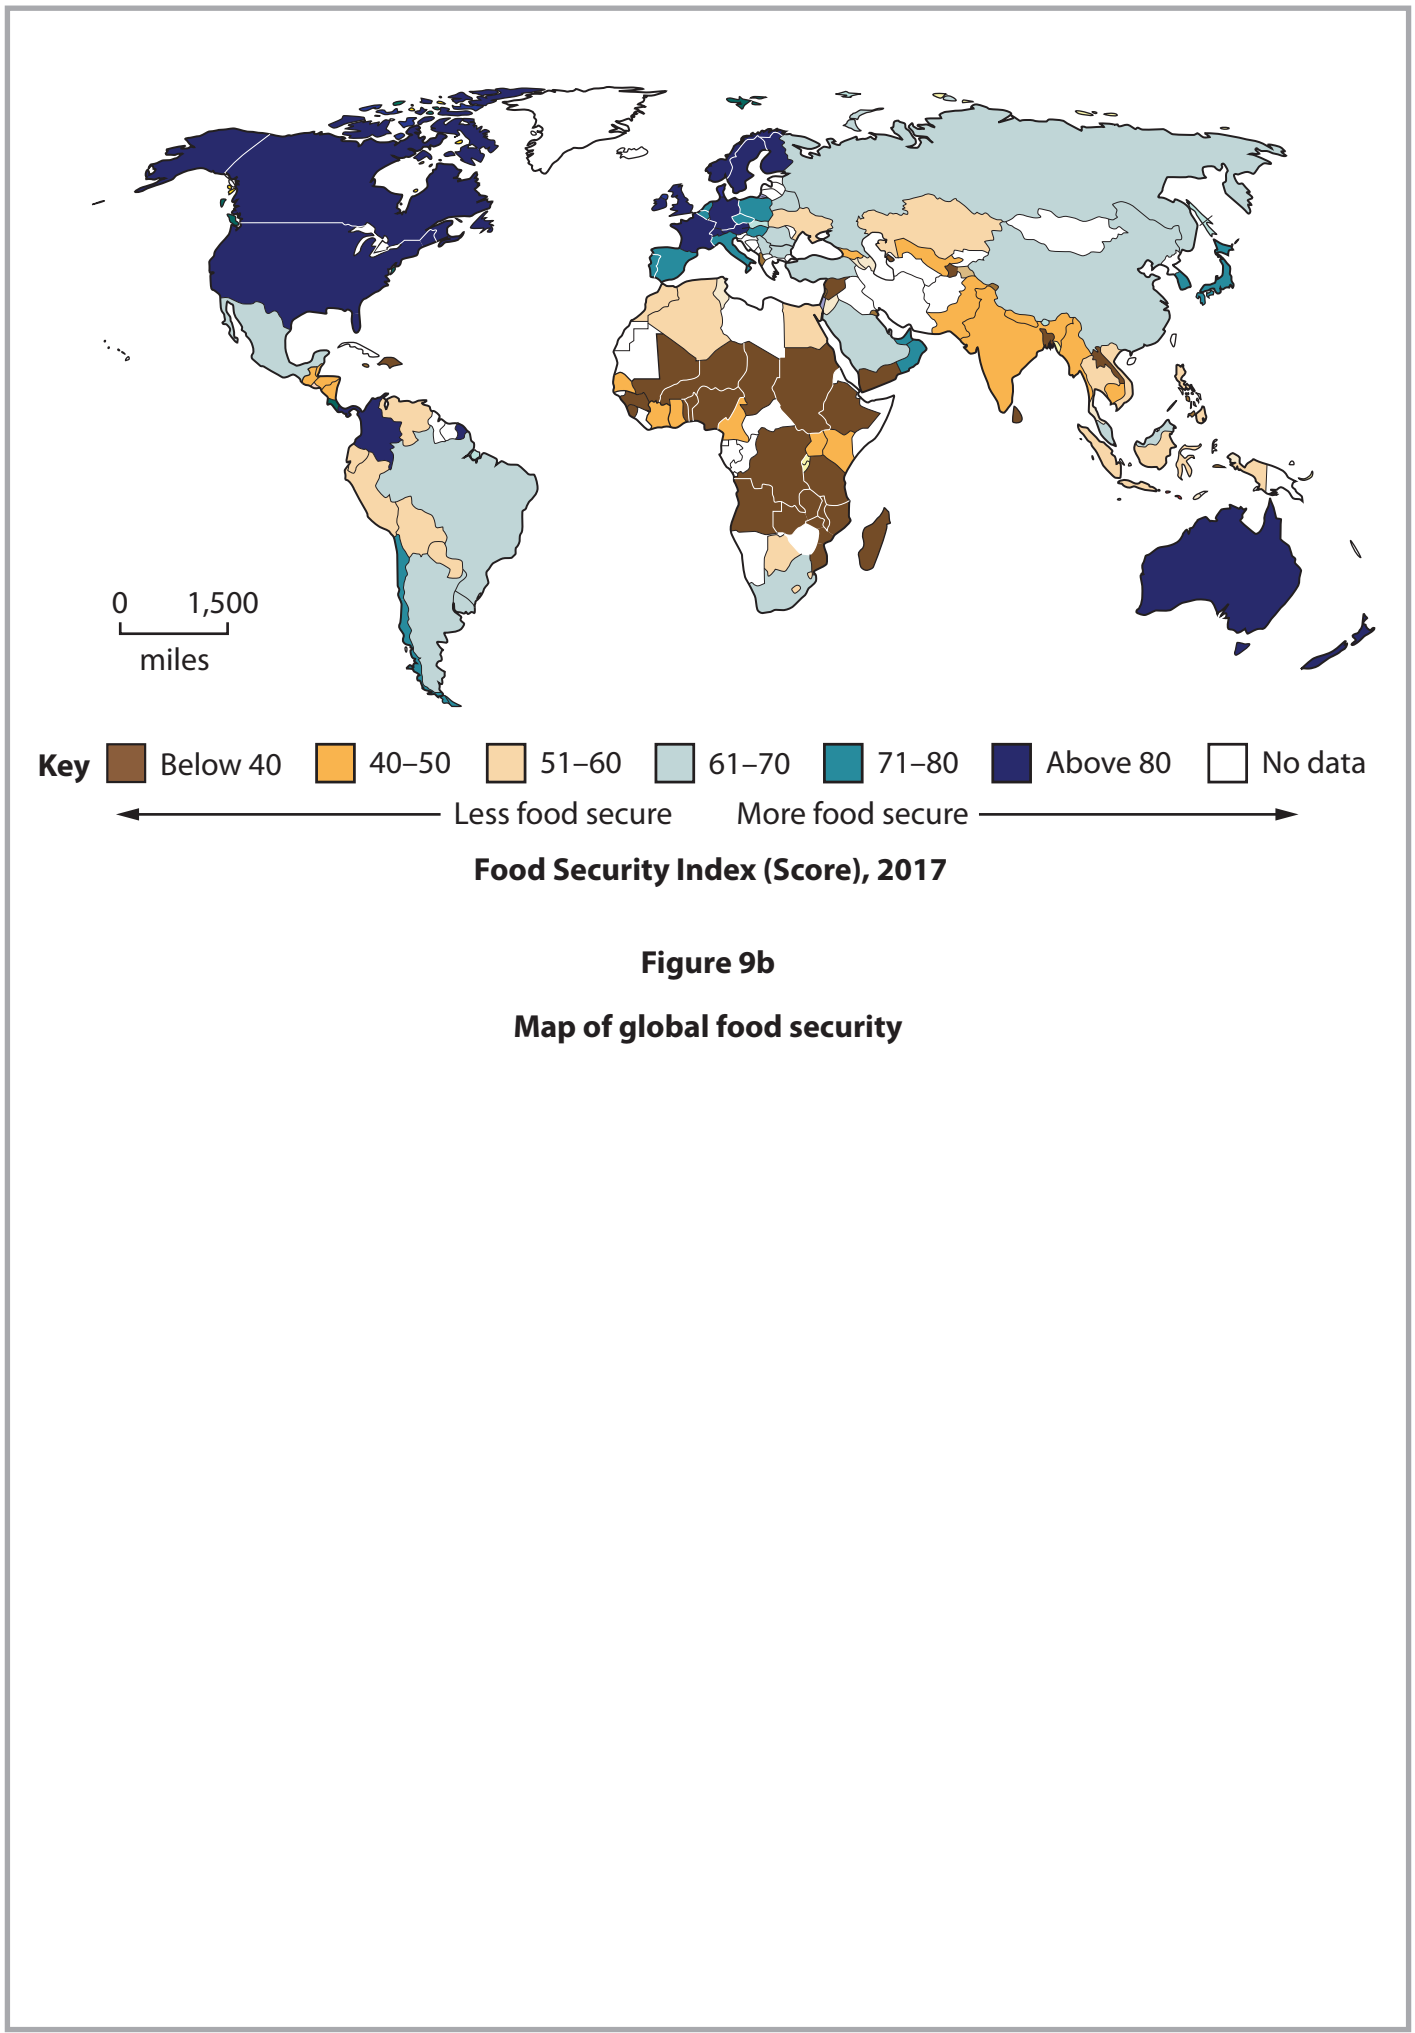 0 1,500
miles
Key Below 40 40–50 51–60 61–70 71–80 Above 80 No data
Less food secure More food secure
Food Security Index (Score), 2017
Figure 9b
Map of global food security